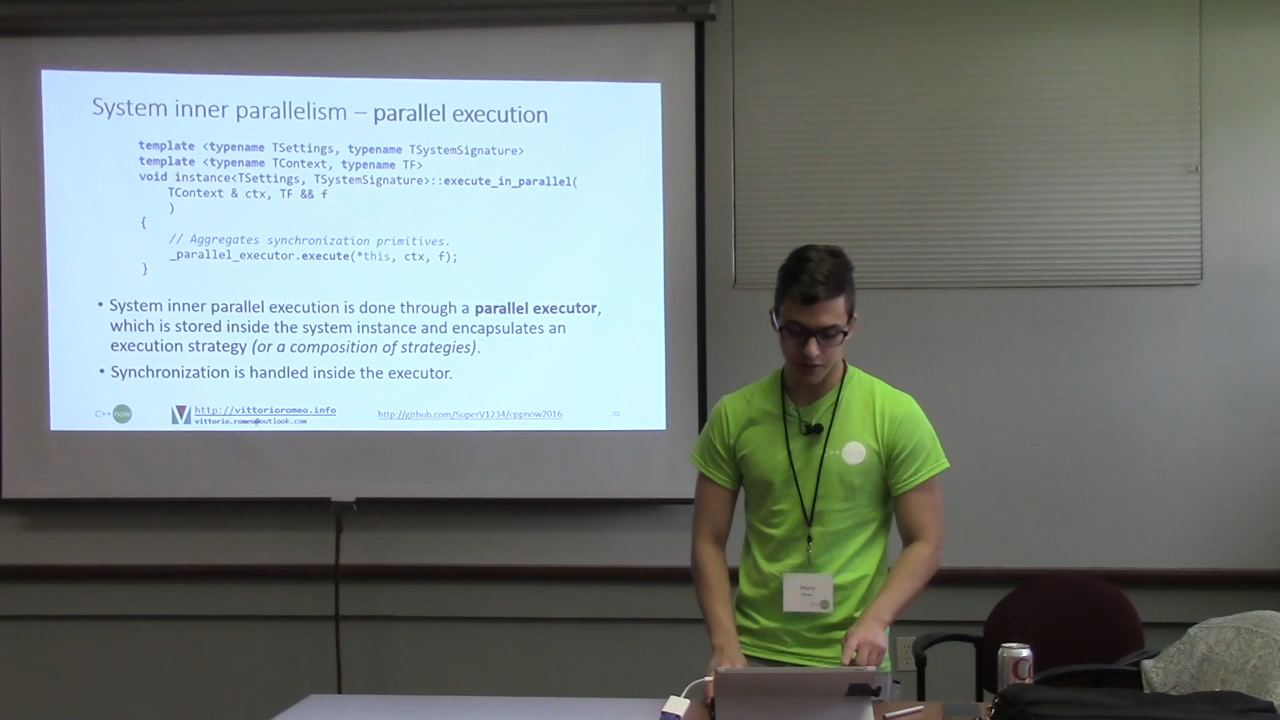 System inner parallelism – parallel execution
template <typename TSettings, typename TSystemSignature>
template <typename TContext, typename TF>
void instance<TSettings, TSystemSignature>::execute_in_parallel(
TContext & ctx, TF && f
)
{
// Aggregates synchronization primitives.
_parallel_executor.execute(*this, ctx, f);
}
• System inner parallel execution is done through a parallel executor,
which is stored inside the system instance and encapsulates an
execution strategy (or a composition of strategies).
• Synchronization is handled inside the executor.
C++ now
http://vittorioromeo.info
vittorio.romeo@outlook.com
http://github.com/SuperV1234/cppnow2016
70
C++